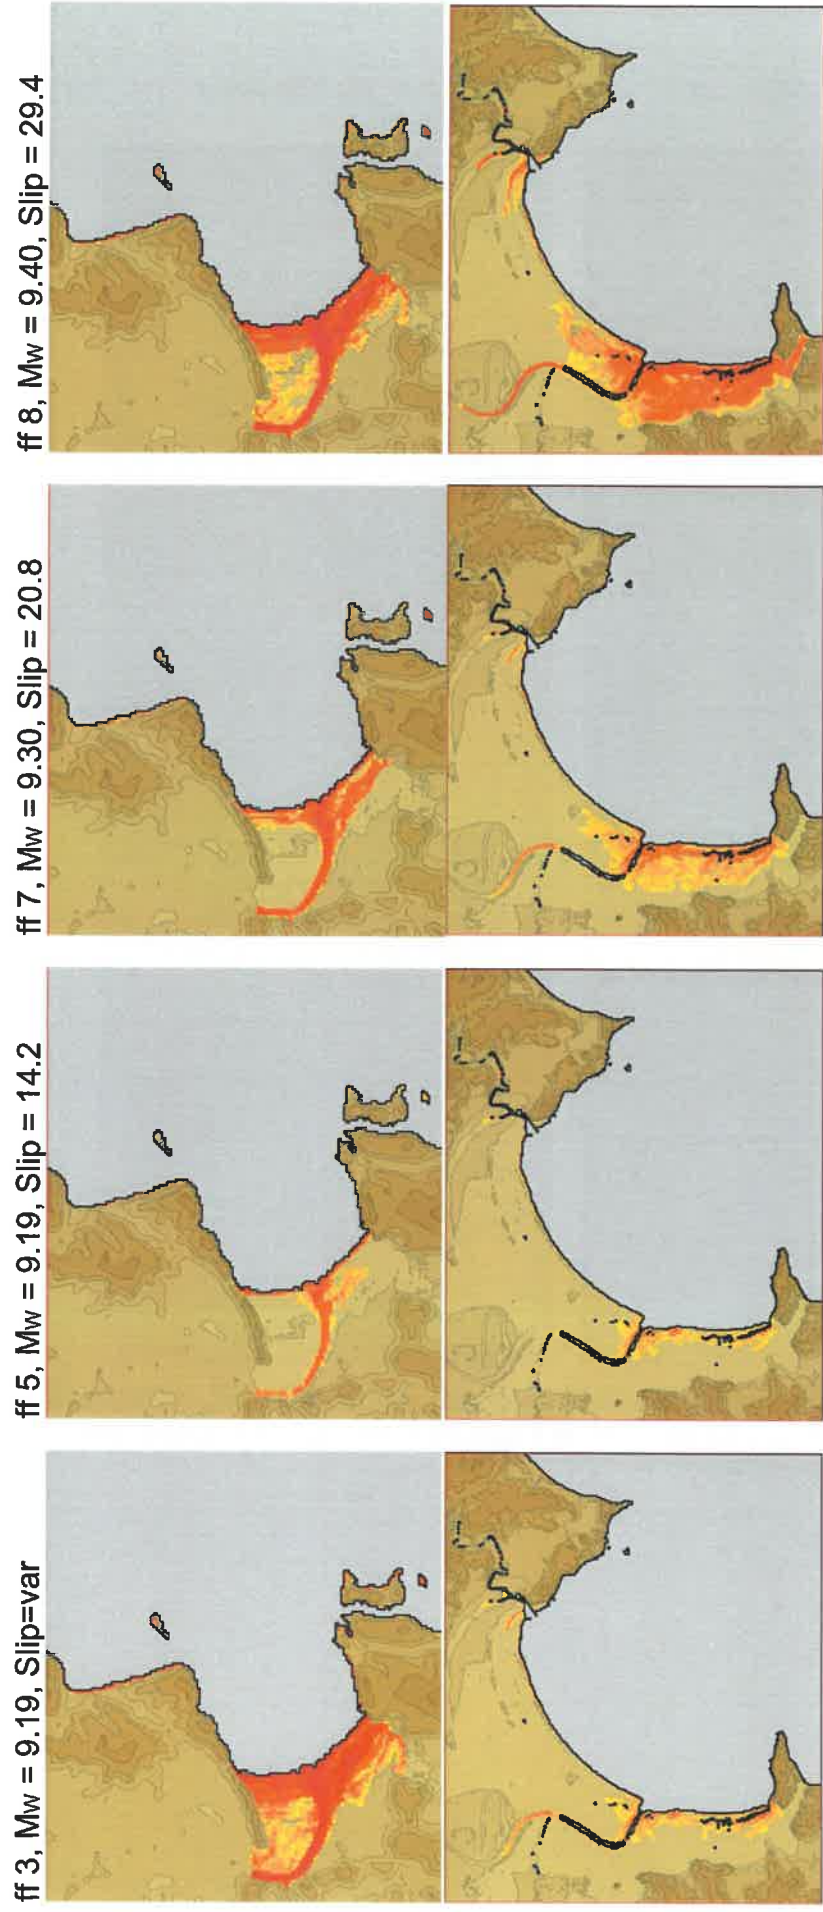 ff 3, Mw = 9.19, Slip=var
ff 5, Mw = 9.19, Slip = 14.2
ff 7, Mw = 9.30, Slip = 20.8
ff 8, Mw = 9.40, Slip = 29.4